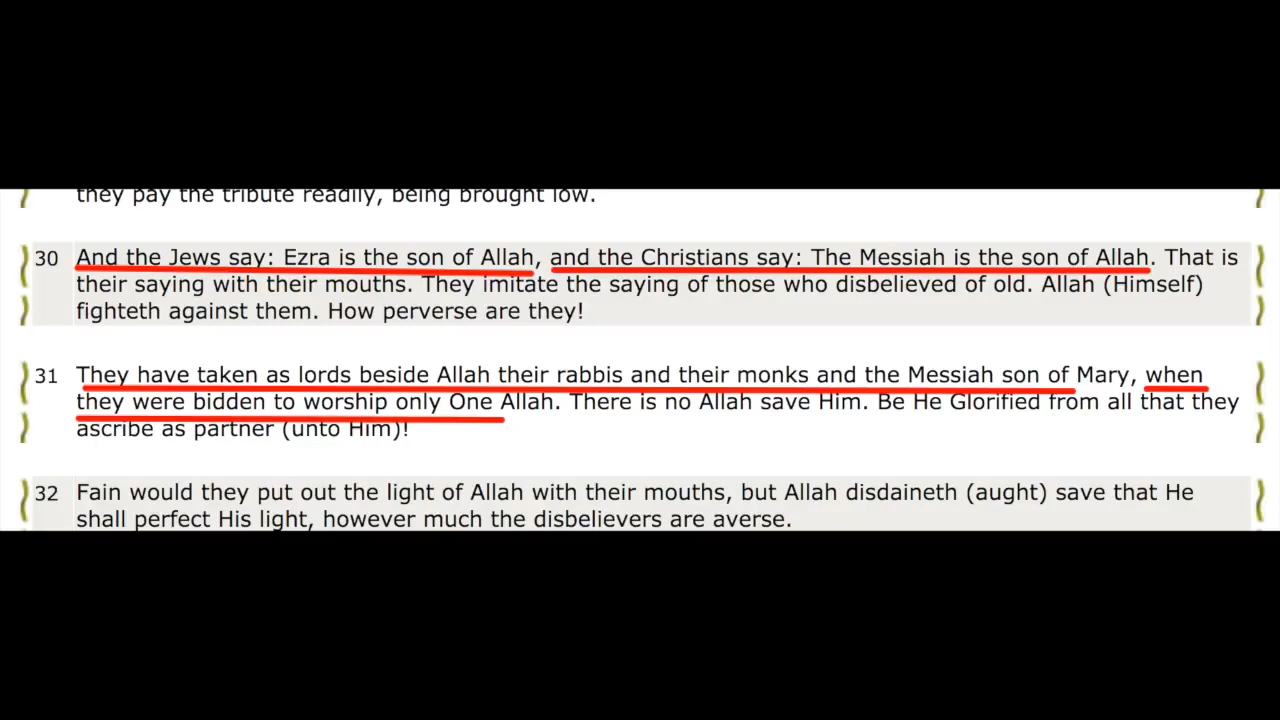 they pay the tribute readily, being brought low.
30 And the Jews say: Ezra is the son of Allah, and the Christians say: The Messiah is the son of Allah. That is
their saying with their mouths. They imitate the saying of those who disbelieved of old. Allah (Himself)
fighteth against them. How perverse are they!
31 They have taken as lords beside Allah their rabbis and their monks and the Messiah son of Mary, when
they were bidden to worship only One Allah. There is no Allah save Him. Be He Glorified from all that they
ascribe as partner (unto Him)!
32 Fain would they put out the light of Allah with their mouths, but Allah disdaineth (aught) save that He
shall perfect His light, however much the disbelievers are averse.